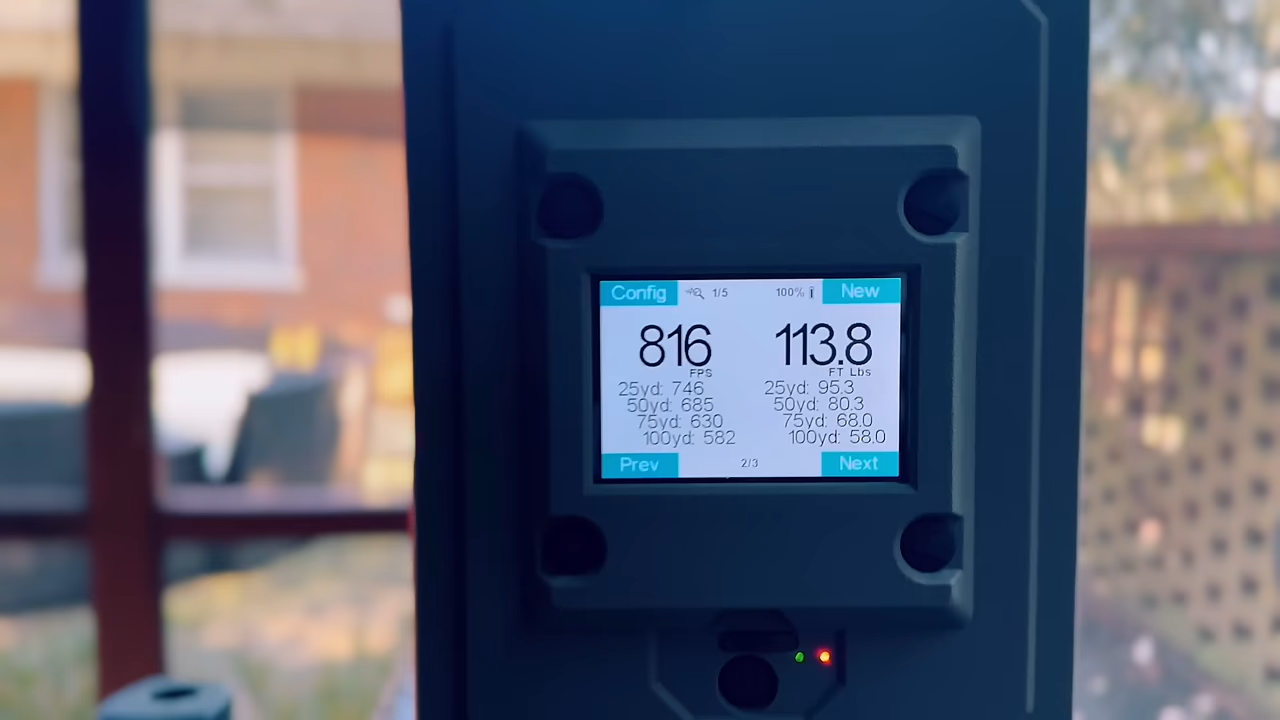 Config 1/5 100% New
816 113.8
FPS FT Lbs
25yd: 746 25yd: 95.3
50yd: 685 50yd: 80.3
75yd: 630 75yd: 68.0
100yd: 582 100yd: 58.0
Prev 2/3 Next